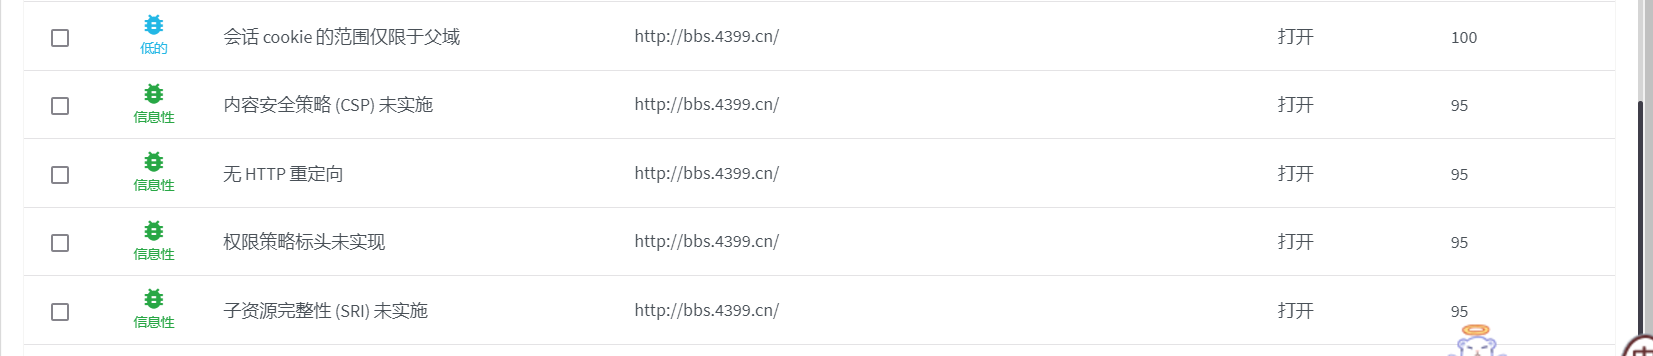 会话 cookie 的范围仅限于父域 http://bbs.4399.cn/ 打开 100
低的
内容安全策略 (CSP) 未实施 http://bbs.4399.cn/ 打开 95
信息性
无 HTTP 重定向 http://bbs.4399.cn/ 打开 95
信息性
权限策略标头未实现 http://bbs.4399.cn/ 打开 95
信息性
子资源完整性 (SRI) 未实施 http://bbs.4399.cn/ 打开 95
信息性